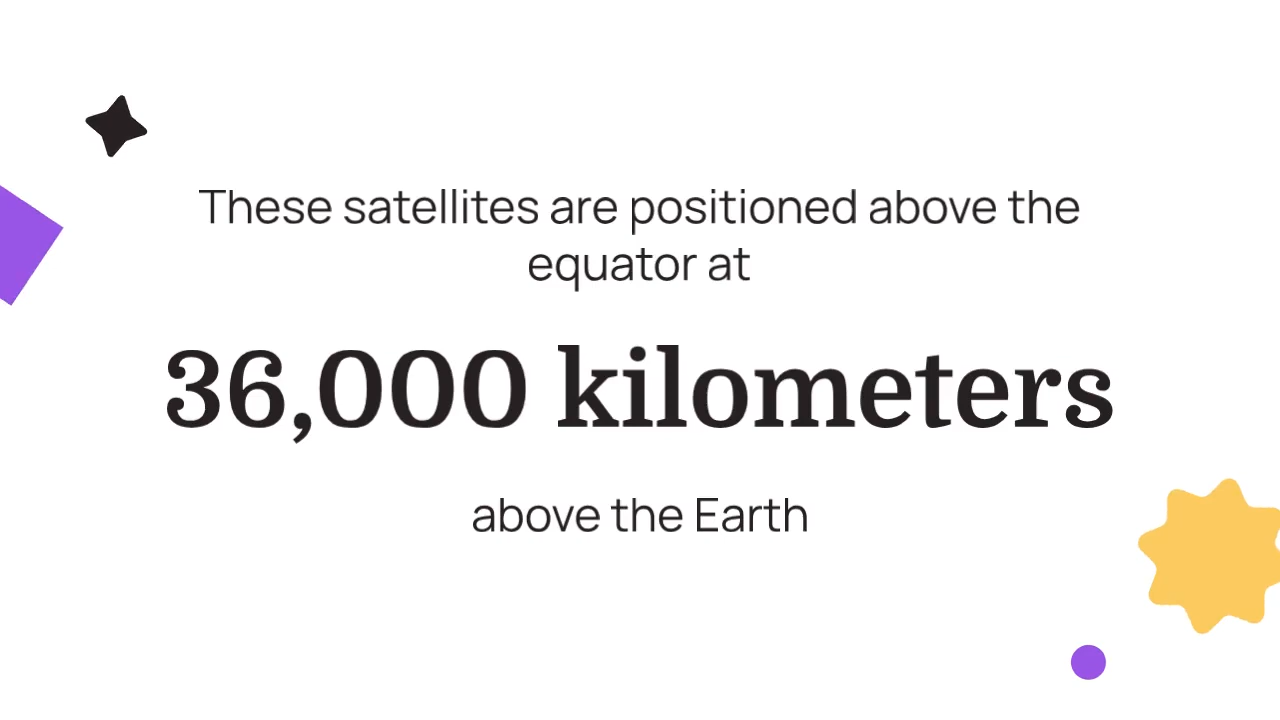 These satellites are positioned above the
equator at
36,000 kilometers
above the Earth